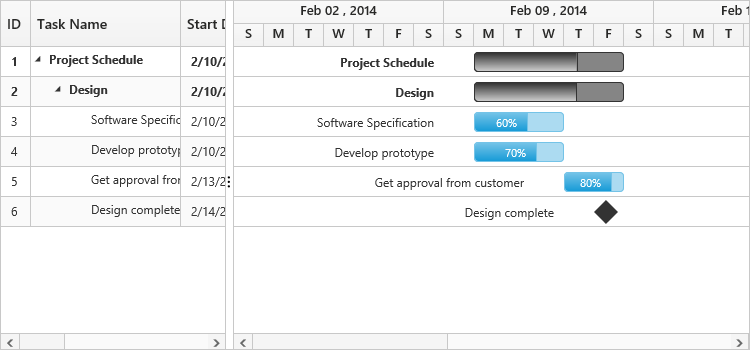 ID Task Name Start D
Feb 02 , 2014 Feb 09 , 2014 Feb 1
S M T W T F S S M T W T F S S M T
1 Project Schedule 2/10/2 Project Schedule
2 Design 2/10/2 Design
3 Software Specific 2/10/2 Software Specification 60%
4 Develop prototyp 2/10/2 Develop prototype 70%
5 Get approval fron 2/13/2 Get approval from customer 80%
6 Design complete 2/14/2 Design complete